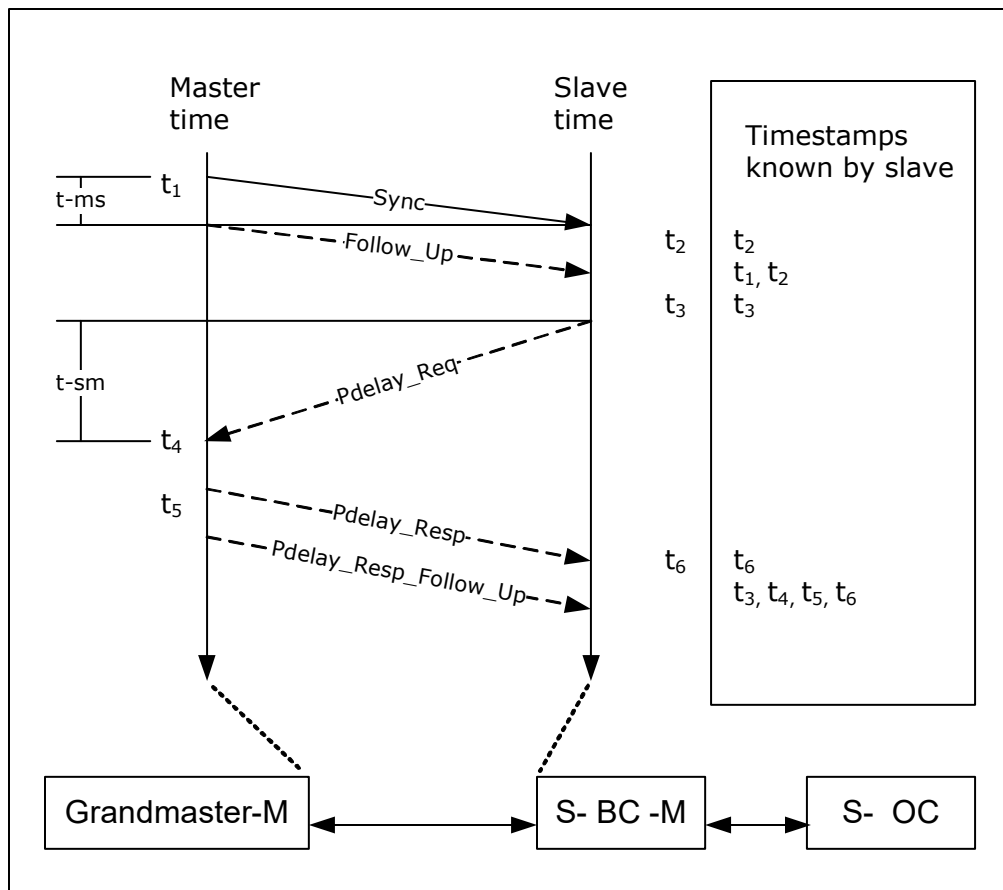 Master
time
Slave
time
Timestamps
known by slave
t-ms
t₁
Sync
Follow_Up
t₂
t₂
t₁, t₂
t₃
t₃
t-sm
Pdelay_Req
t₄
t₅
Pdelay_Resp
Pdelay_Resp_Follow_Up
t₆
t₆
t₃, t₄, t₅, t₆
Grandmaster-M
S- BC -M
S- OC